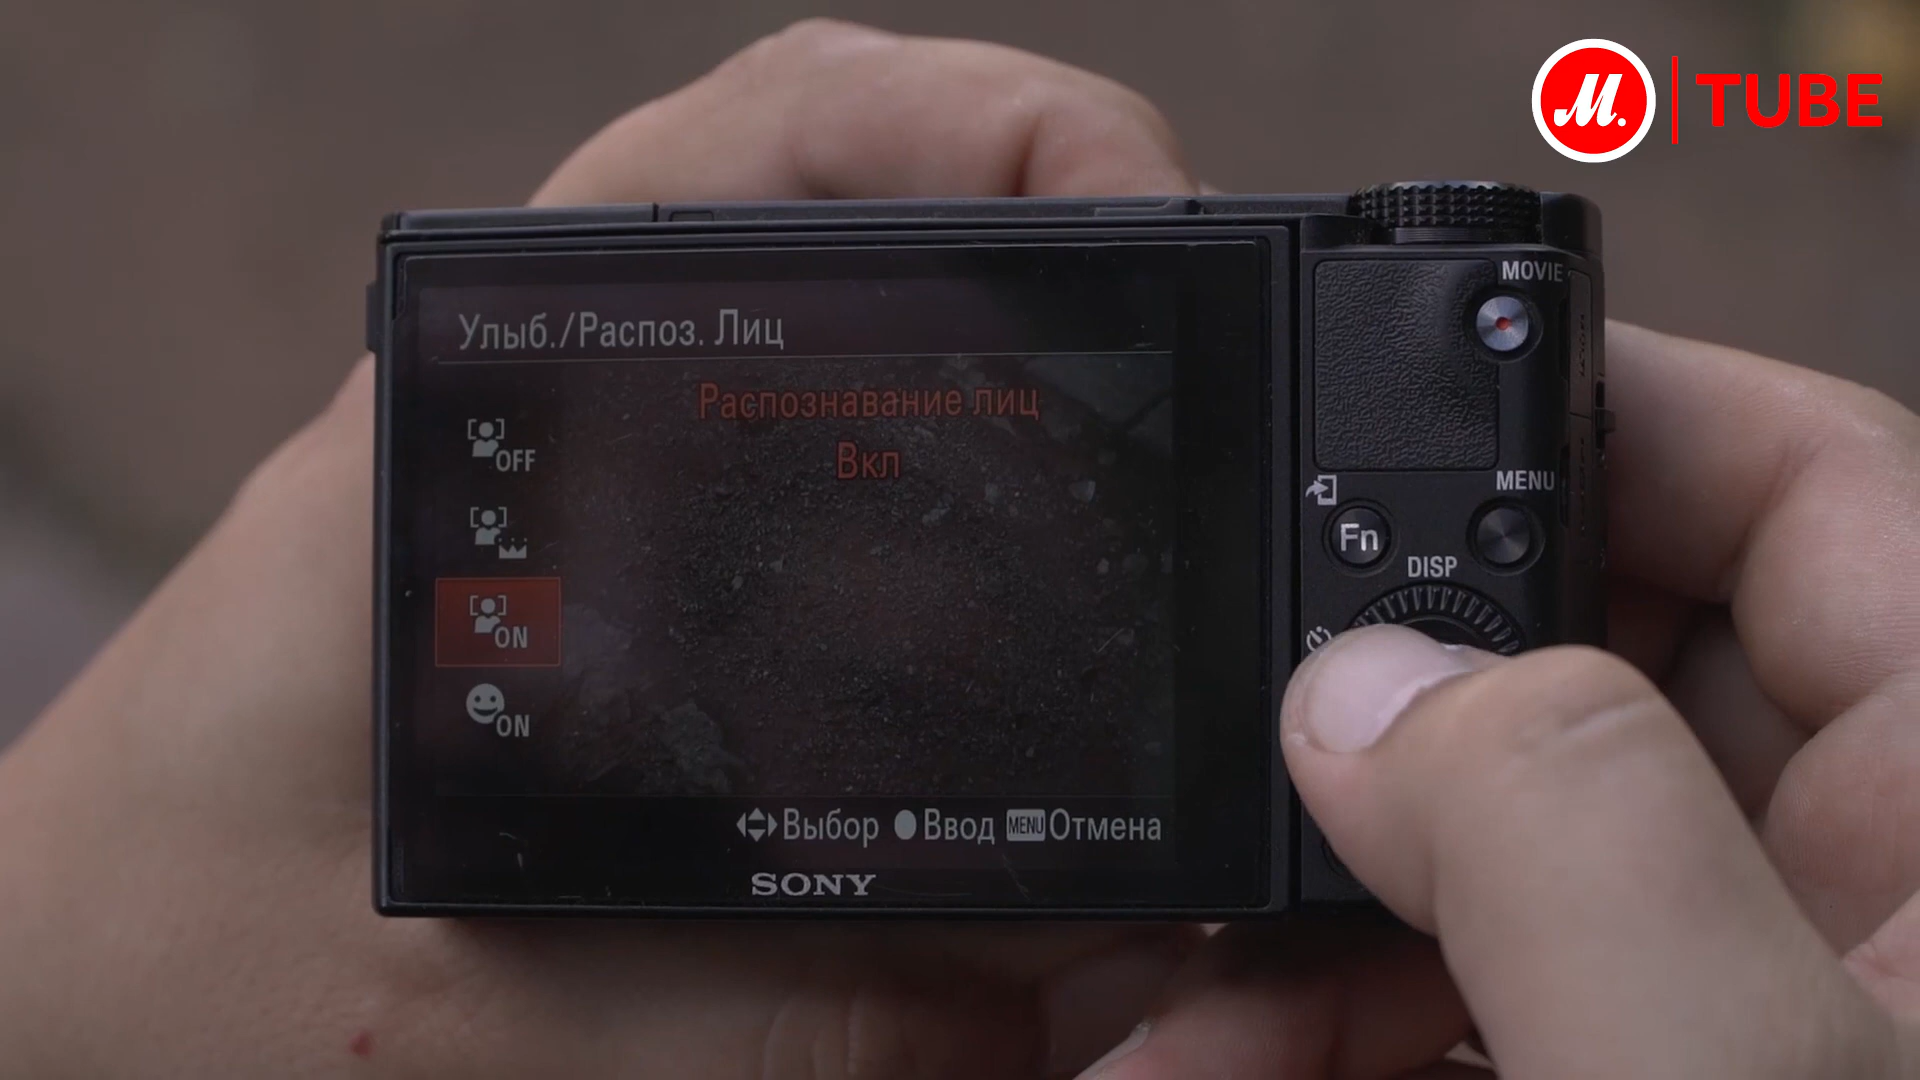 M. TUBE
MOVIE
Улыб./Распоз. Лиц
Распознавание лиц
Вкл
OFF
MENU
Fn
DISP
ON
ON
Выбор Ввод MENU Отмена
SONY